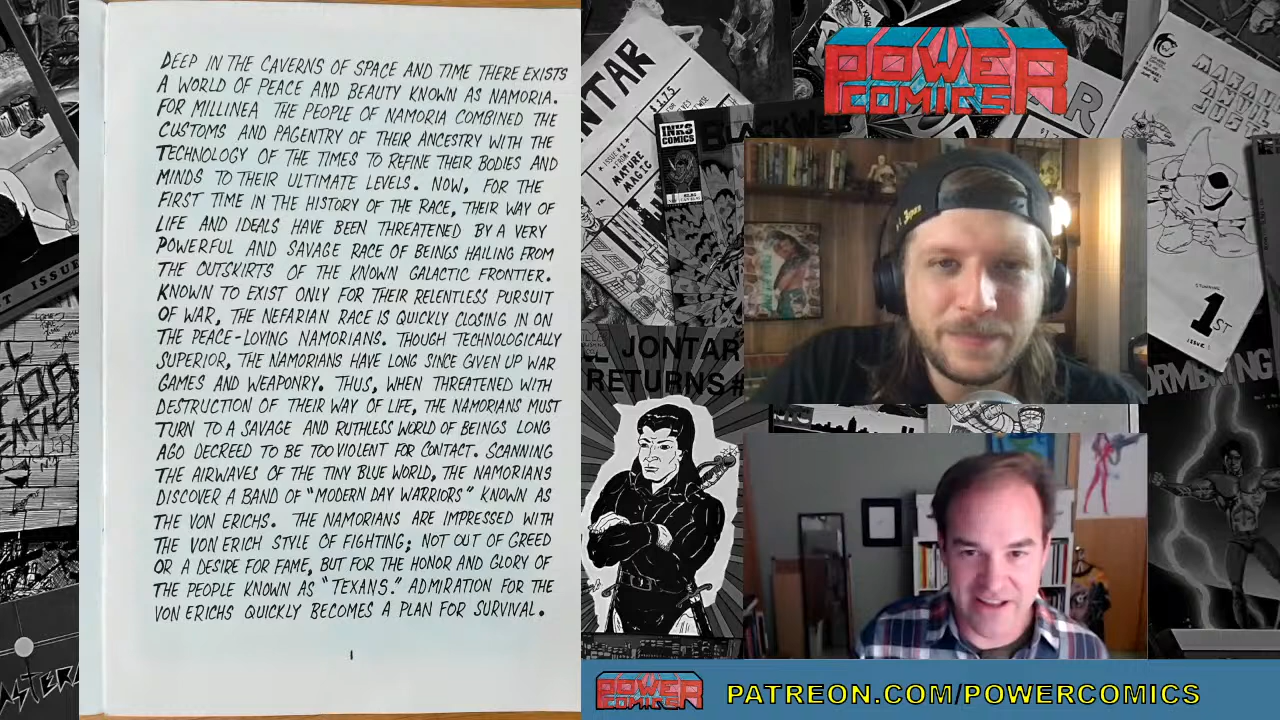 DEEP IN THE CAVERNS OF SPACE AND TIME THERE EXISTS
A WORLD OF PEACE AND BEAUTY KNOWN AS NAMORIA.
FOR MILLINEA THE PEOPLE OF NAMORIA COMBINED THE
CUSTOMS AND PAGENTRY OF THEIR ANCESTRY WITH THE
TECHNOLOGY OF THE TIMES TO REFINE THEIR BODIES AND
MINDS TO THEIR ULTIMATE LEVELS. NOW, FOR THE
FIRST TIME IN THE HISTORY OF THE RACE, THEIR WAY OF
LIFE AND IDEALS HAVE BEEN THREATENED BY A VERY
POWERFUL AND SAVAGE RACE OF BEINGS HAILING FROM
THE OUTSKIRTS OF THE KNOWN GALACTIC FRONTIER.
KNOWN TO EXIST ONLY FOR THEIR RELENTLESS PURSUIT
OF WAR, THE NEFARIAN RACE IS QUICKLY CLOSING IN ON
THE PEACE-LOVING NAMORIANS. THOUGH TECHNOLOGICALLY
SUPERIOR, THE NAMORIANS HAVE LONG SINCE GIVEN UP WAR
GAMES AND WEAPONRY. THUS, WHEN THREATENED WITH
DESTRUCTION OF THEIR WAY OF LIFE, THE NAMORIANS MUST
TURN TO A SAVAGE AND RUTHLESS WORLD OF BEINGS LONG
AGO DECREED TO BE TOO VIOLENT FOR CONTACT. SCANNING
THE AIRWAVES OF THE TINY BLUE WORLD, THE NAMORIANS
DISCOVER A BAND OF "MODERN DAY WARRIORS" KNOWN AS
THE VON ERICHS. THE NAMORIANS ARE IMPRESSED WITH
THE VON ERICH STYLE OF FIGHTING; NOT OUT OF GREED
OR A DESIRE FOR FAME, BUT FOR THE HONOR AND GLORY OF
THE PEOPLE KNOWN AS "TEXANS." ADMIRATION FOR THE
VON ERICHS QUICKLY BECOMES A PLAN FOR SURVIVAL.
1
POWER
COMICS
INKS
COMICS
BLACK WEB
$1.75
MATURE
MAGIC
JONTAR
RETURNS #
1ST
ISSUE
POWER
COMICS
PATREON.COM/POWERCOMICS